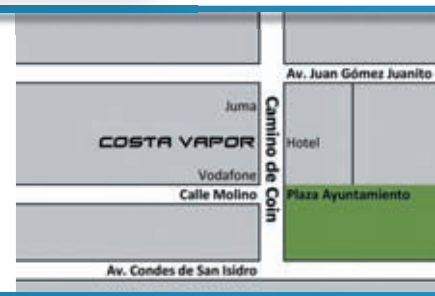 Av. Juan Gómez Juanito
Juma
COSTA VAPOR
Hotel
Vodafone
Camino de Coin
Calle Molino
Plaza Ayuntamiento
Av. Condes de San Isidro